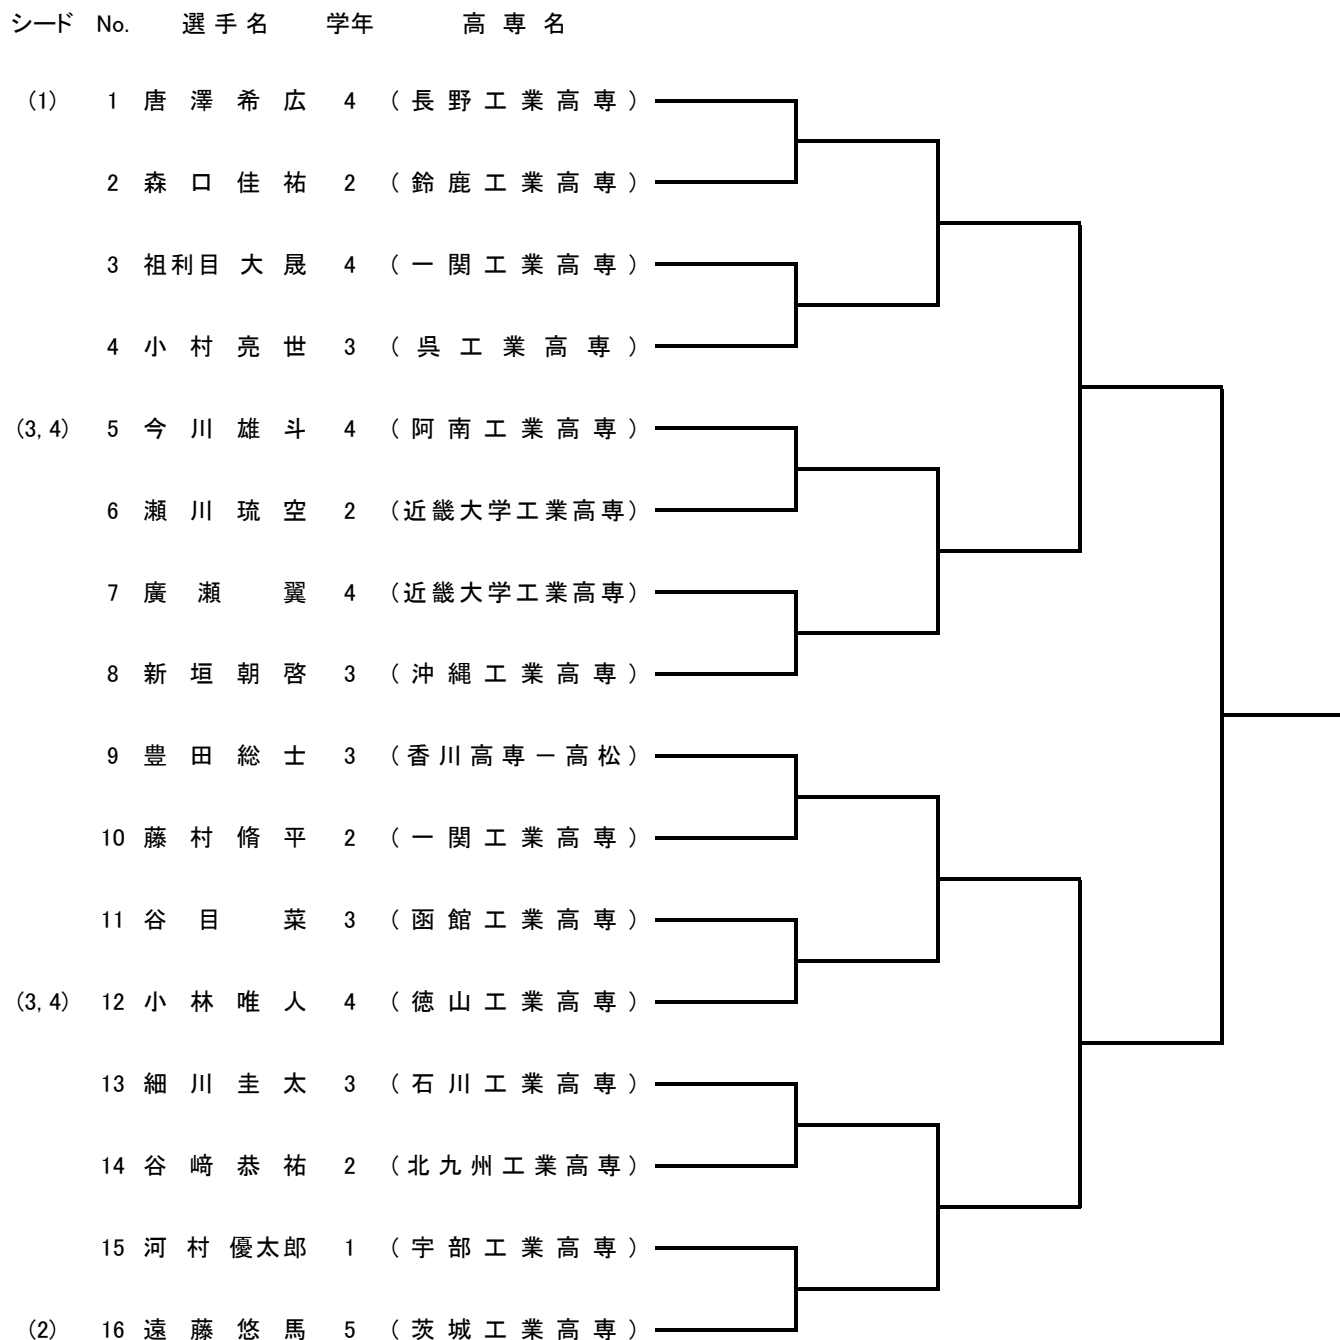 シード No. 選手名 学年 高専名
(1) 1 唐澤希広 4 (長野工業高専)
2 森口佳祐 2 (鈴鹿工業高専)
3 祖利目大晟 4 (一関工業高専)
4 小村亮世 3 (呉工業高専)
(3,4) 5 今川雄斗 4 (阿南工業高専)
6 瀬川琉空 2 (近畿大学工業高専)
7 廣瀬 翼 4 (近畿大学工業高専)
8 新垣朝啓 3 (沖縄工業高専)
9 豊田総士 3 (香川高専－高松)
10 藤村脩平 2 (一関工業高専)
11 谷目 菜 3 (函館工業高専)
(3,4) 12 小林唯人 4 (徳山工業高専)
13 細川圭太 3 (石川工業高専)
14 谷﨑恭祐 2 (北九州工業高専)
15 河村優太郎 1 (宇部工業高専)
(2) 16 遠藤悠馬 5 (茨城工業高専)